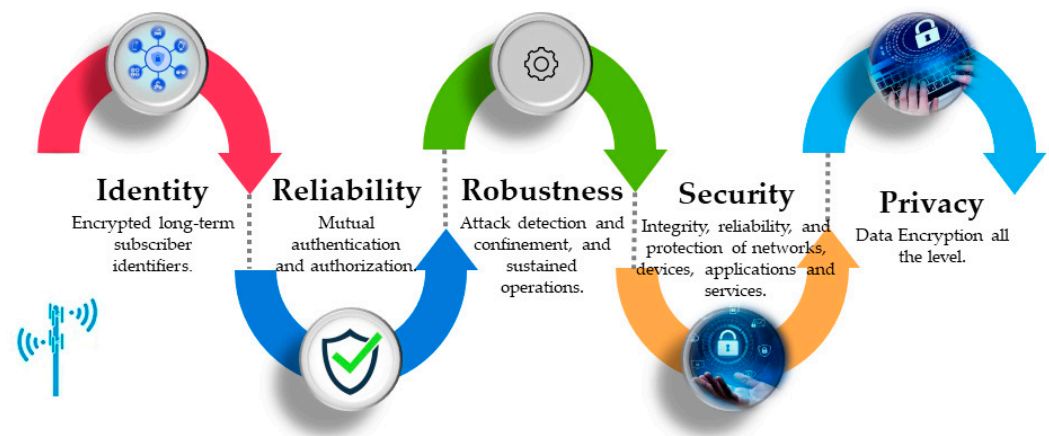 Identity
Encrypted long-term
subscriber
identifiers.
Reliability
Mutual
authentication
and authorization.
Robustness
Attack detection and
confinement, and
sustained
operations.
Security
Integrity, reliability, and
protection of networks,
devices, applications and
services.
Privacy
Data Encryption all
the level.